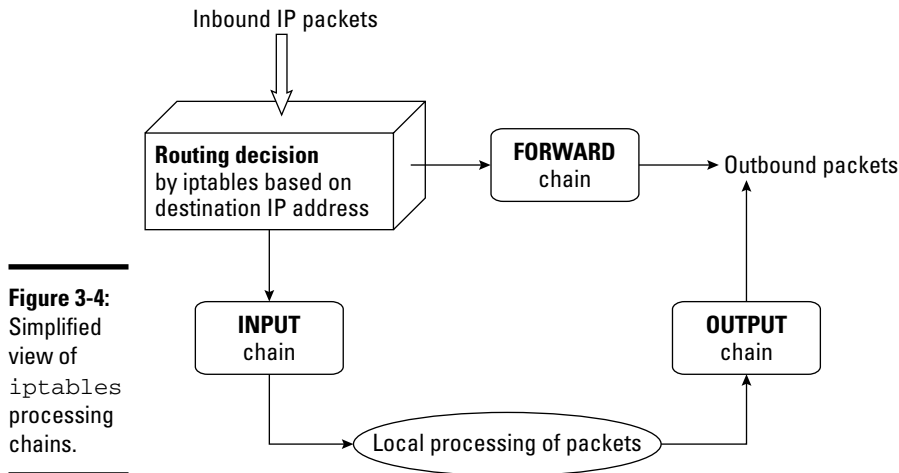 Inbound IP packets
Routing decision
by iptables based on
destination IP address
FORWARD
chain
Outbound packets
INPUT
chain
OUTPUT
chain
Local processing of packets
Figure 3-4:
Simplified
view of
iptables
processing
chains.